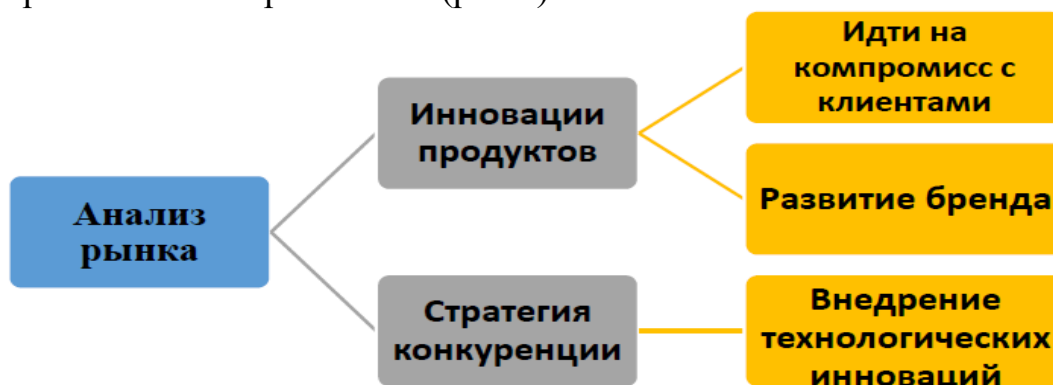 Идти на
компромисс с
клиентами
Инновации
продуктов
Развитие бренда
Анализ
рынка
Стратегия
конкуренции
Внедрение
технологических
инноваций